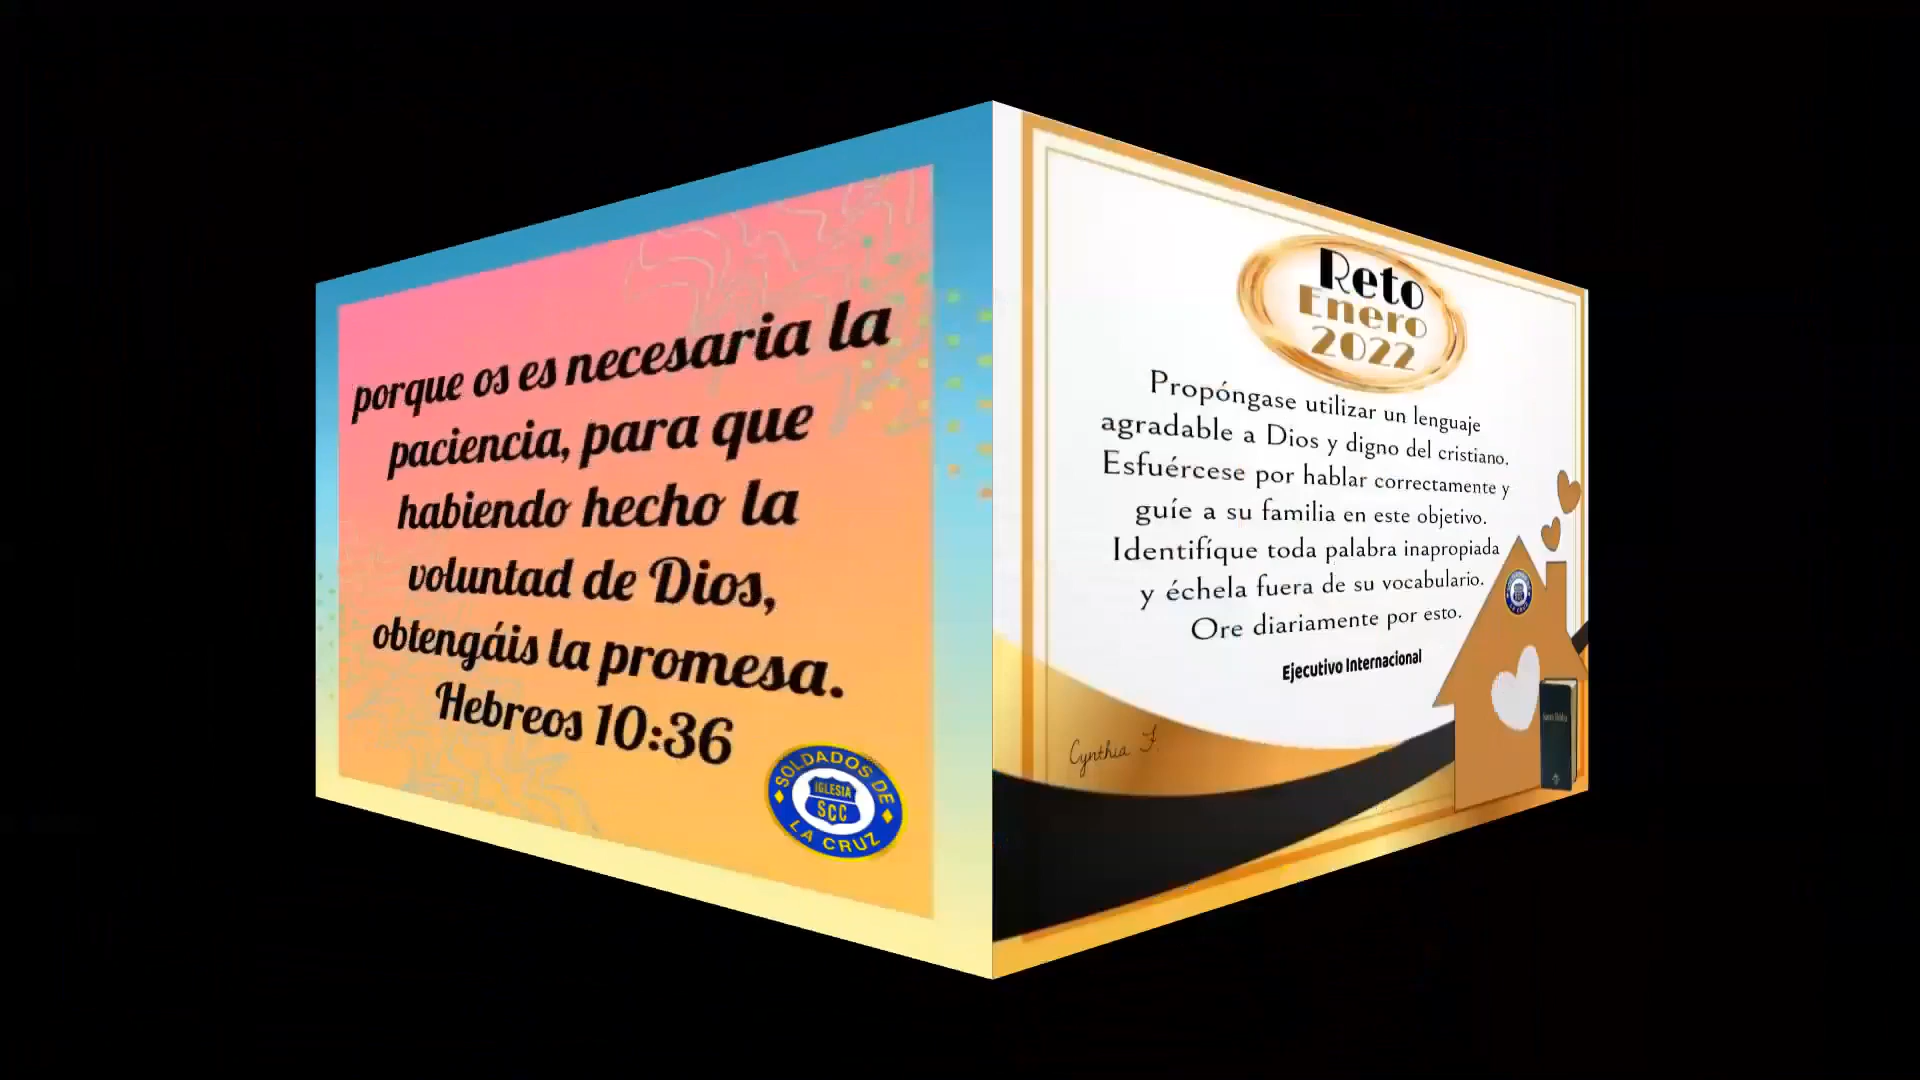 porque os es necesaria la
paciencia, para que
habiendo hecho la
voluntad de Dios,
obtengáis la promesa.
Hebreos 10:36
SOLDADOS DE
IGLESIA
SCC
LA CRUZ
Reto
Enero
2022
Propóngase utilizar un lenguaje
agradable a Dios y digno del cristiano.
Esfuércese por hablar correctamente y
guíe a su familia en este objetivo.
Identifíque toda palabra inapropiada
y échela fuera de su vocabulario.
Ore diariamente por esto.
Ejecutivo Internacional
Cynthia F.
Santa Biblia